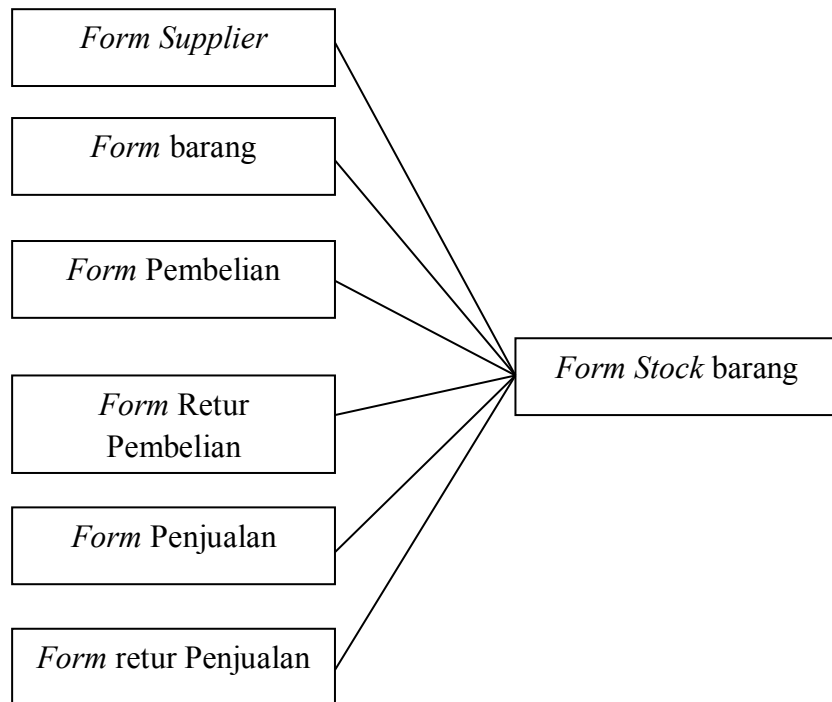 Form Supplier
Form barang
Form Pembelian
Form Stock barang
Form Retur
Pembelian
Form Penjualan
Form retur Penjualan